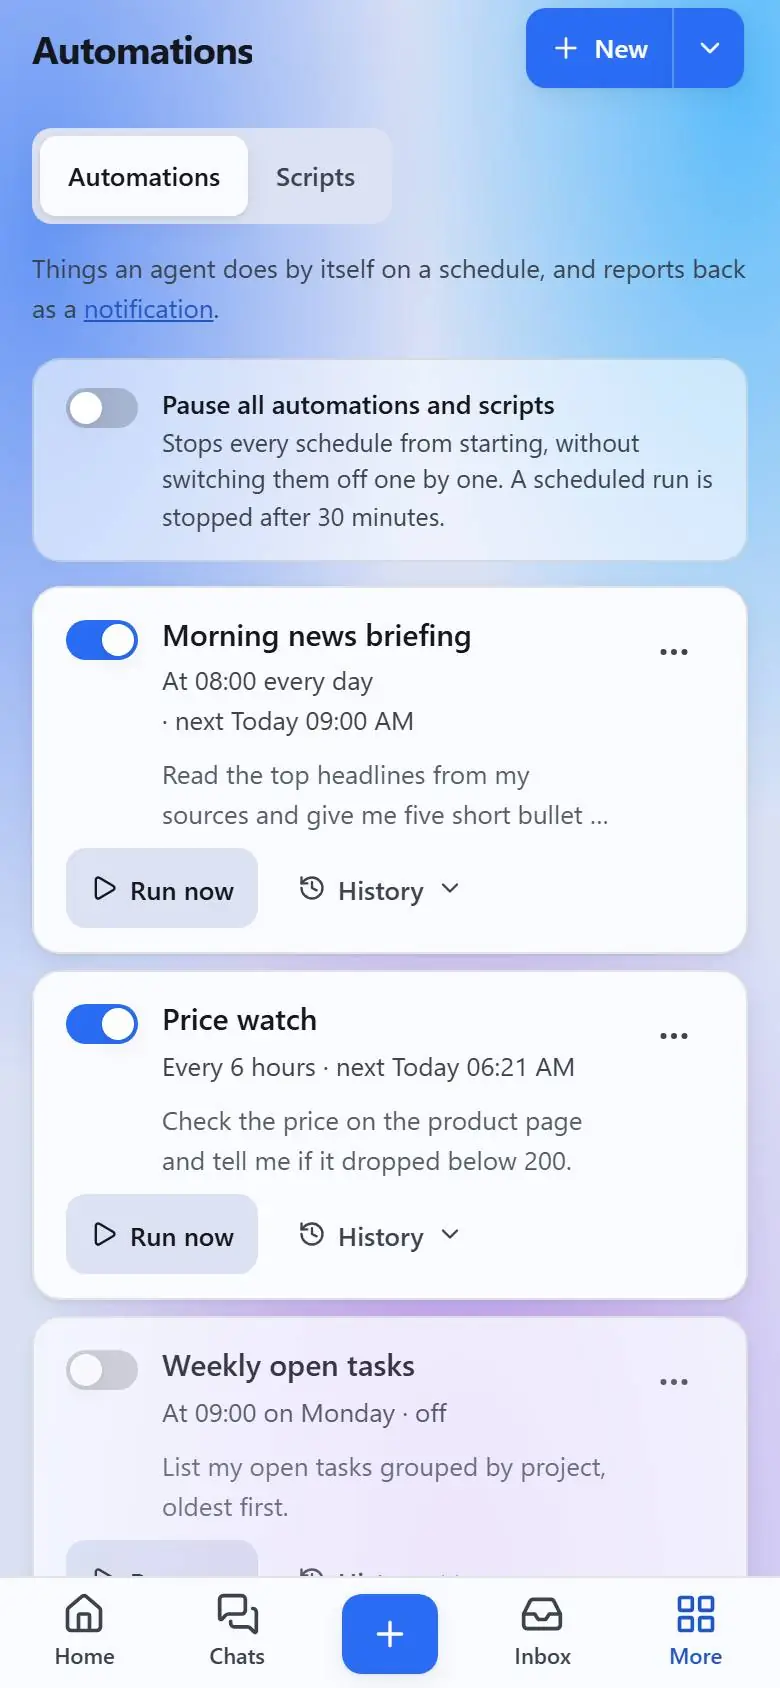 Automations
New
Automations
Scripts
Things an agent does by itself on a schedule, and reports back
as a notification.
Pause all automations and scripts
Stops every schedule from starting, without
switching them off one by one. A scheduled run is
stopped after 30 minutes.
Morning news briefing
At 08:00 every day
· next Today 09:00 AM
Read the top headlines from my
sources and give me five short bullet ...
Run now
History
Price watch
Every 6 hours · next Today 06:21 AM
Check the price on the product page
and tell me if it dropped below 200.
Run now
History
Weekly open tasks
At 09:00 on Monday · off
List my open tasks grouped by project,
oldest first.
Home
Chats
Inbox
More